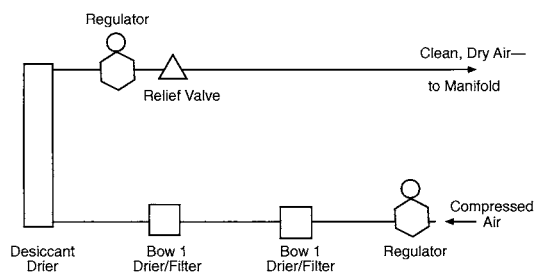 Regulator
Clean, Dry Air—
to Manifold
Relief Valve
Compressed
Air
Desiccant
Drier
Bow 1
Drier/Filter
Bow 1
Drier/Filter
Regulator